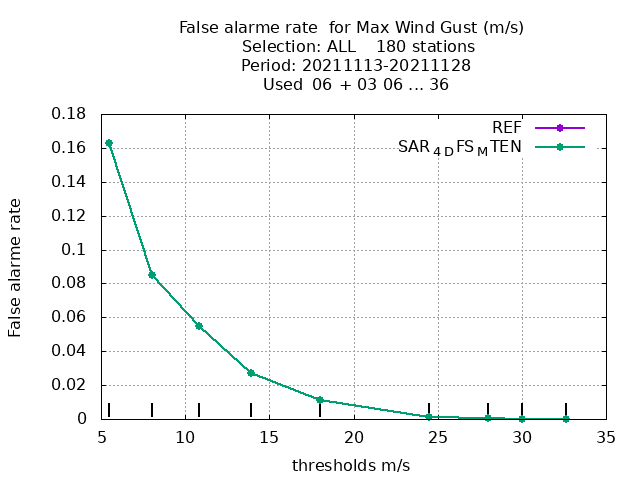 False alarme rate  for Max Wind Gust (m/s)
Selection: ALL    180 stations
Period: 20211113-20211128
Used  06 + 03 06 ... 36
REF
SAR4DFSMTEN
False alarme rate
0.18
0.16
0.14
0.12
0.1
0.08
0.06
0.04
0.02
0
5 10 15 20 25 30 35
thresholds m/s